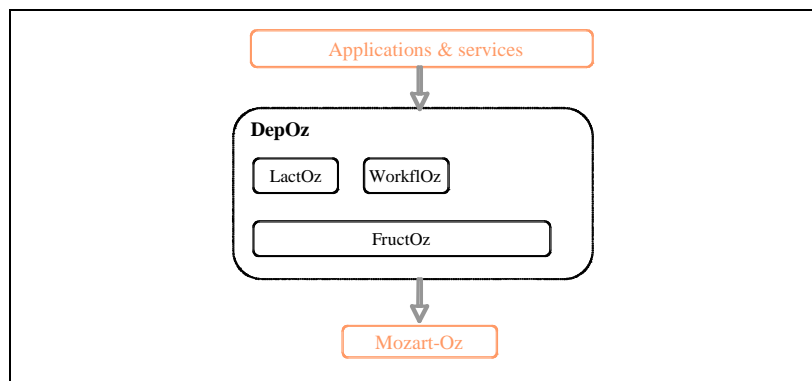 Applications & services
DepOz
LactOz WorkflOz
FructOz
Mozart-Oz